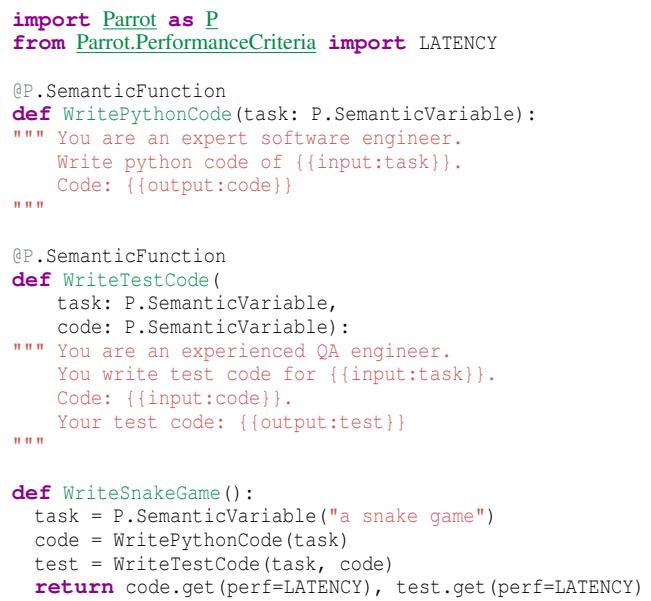 import Parrot as P
from Parrot.PerformanceCriteria import LATENCY

@P.SemanticFunction
def WritePythonCode(task: P.SemanticVariable):
""" You are an expert software engineer.
    Write python code of {{input:task}}.
    Code: {{output:code}}
"""

@P.SemanticFunction
def WriteTestCode(
    task: P.SemanticVariable,
    code: P.SemanticVariable):
""" You are an experienced QA engineer.
    You write test code for {{input:task}}.
    Code: {{input:code}}.
    Your test code: {{output:test}}
"""

def WriteSnakeGame():
  task = P.SemanticVariable("a snake game")
  code = WritePythonCode(task)
  test = WriteTestCode(task, code)
  return code.get(perf=LATENCY), test.get(perf=LATENCY)